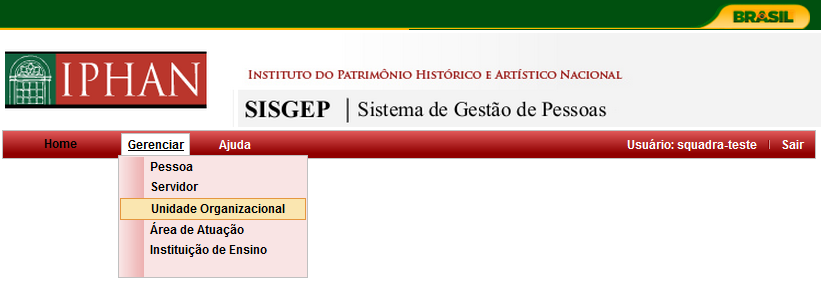 BRASIL
IPHAN
INSTITUTO DO PATRIMÔNIO HISTÓRICO E ARTÍSTICO NACIONAL
SISGEP | Sistema de Gestão de Pessoas
Home Gerenciar Ajuda Usuário: squadra-teste | Sair
Pessoa
Servidor
Unidade Organizacional
Área de Atuação
Instituição de Ensino